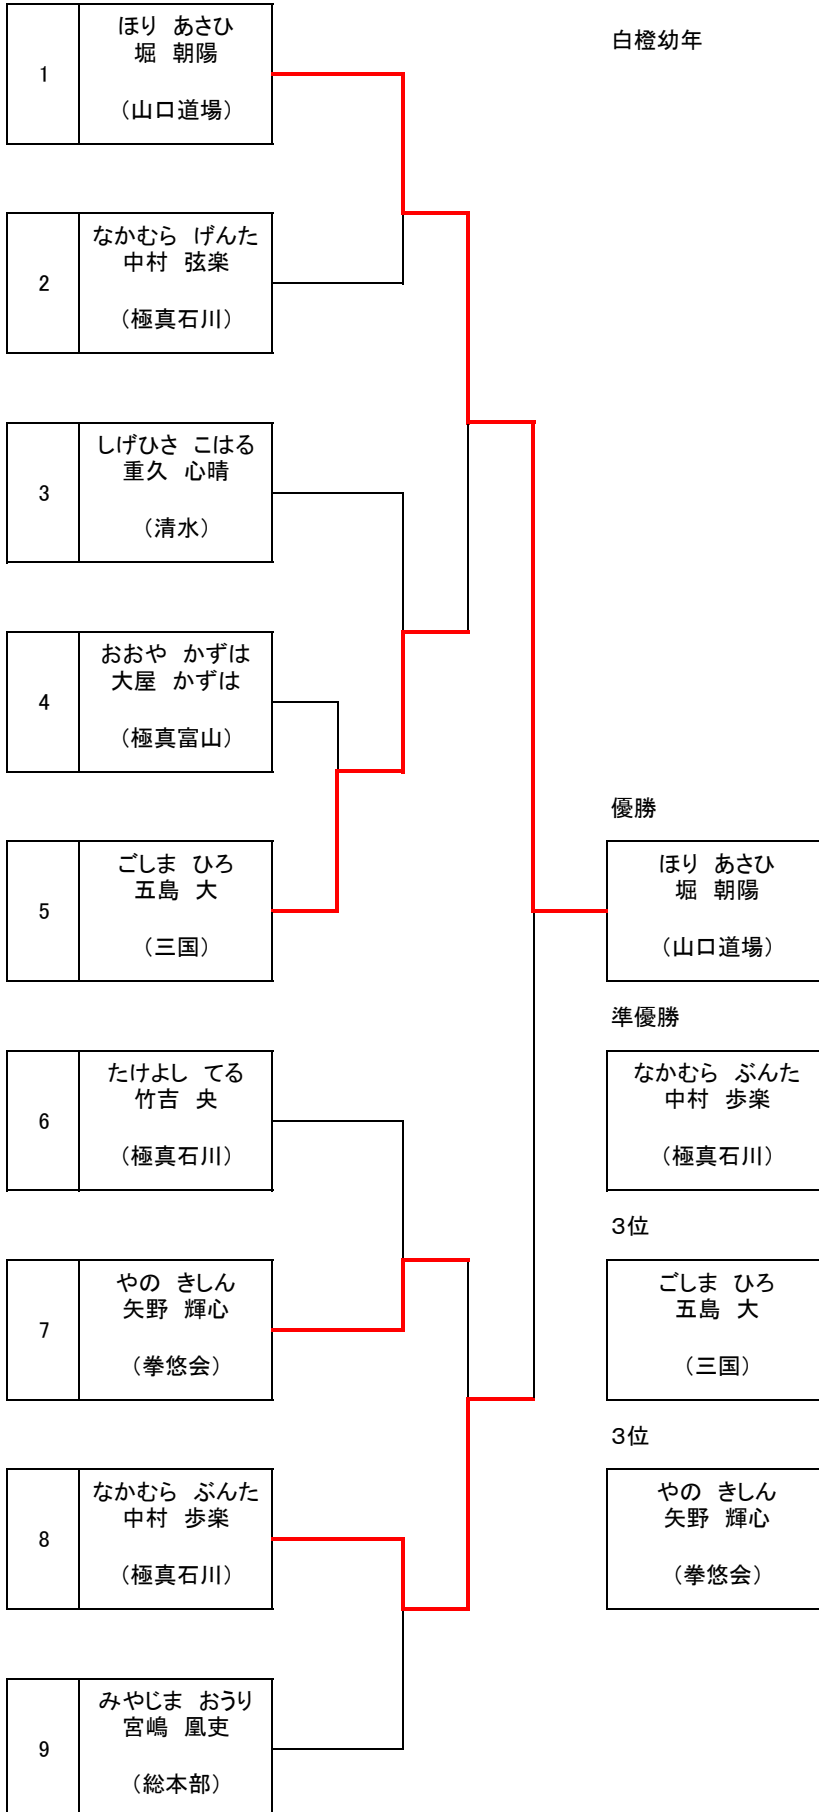 白橙幼年
1
ほり あさひ
堀 朝陽
（山口道場）
2
なかむら げんた
中村 弦楽
（極真石川）
3
しげひさ こはる
重久 心晴
（清水）
4
おおや かずは
大屋 かずは
（極真富山）
5
ごしま ひろ
五島 大
（三国）
6
たけよし てる
竹吉 央
（極真石川）
7
やの きしん
矢野 輝心
（拳悠会）
8
なかむら ぶんた
中村 歩楽
（極真石川）
9
みやじま おうり
宮嶋 凰吏
（総本部）
優勝
ほり あさひ
堀 朝陽
（山口道場）
準優勝
なかむら ぶんた
中村 歩楽
（極真石川）
３位
ごしま ひろ
五島 大
（三国）
３位
やの きしん
矢野 輝心
（拳悠会）